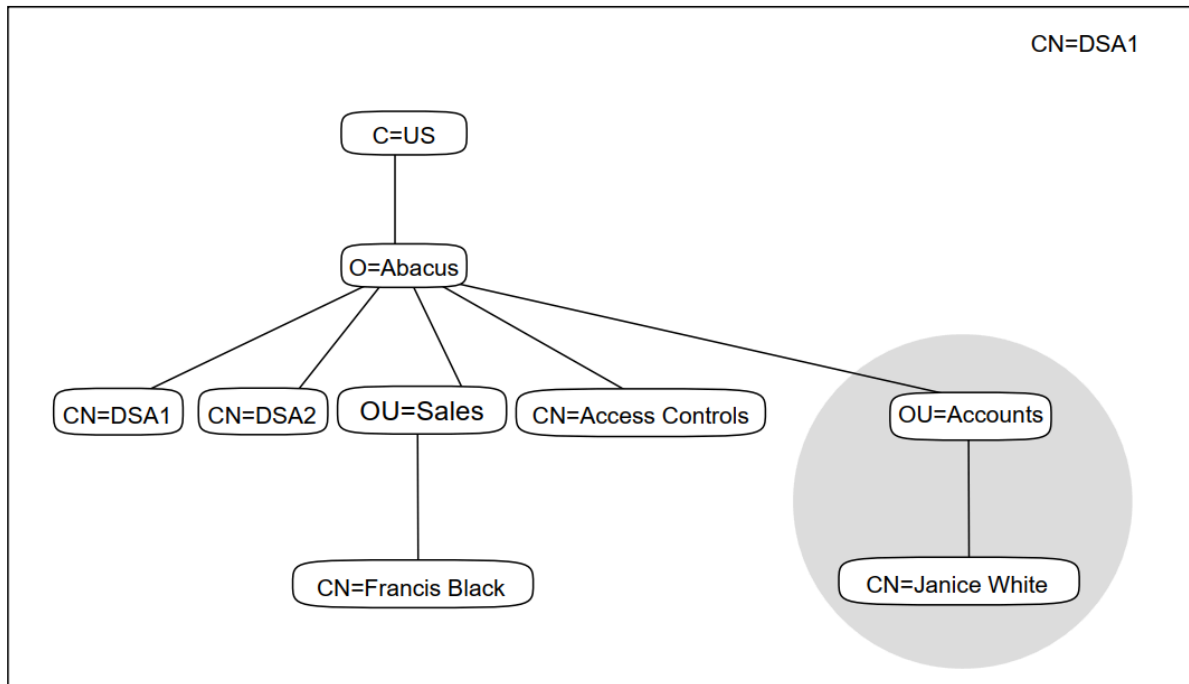 CN=DSA1
C=US
O=Abacus
CN=DSA1
CN=DSA2
OU=Sales
CN=Access Controls
OU=Accounts
CN=Francis Black
CN=Janice White